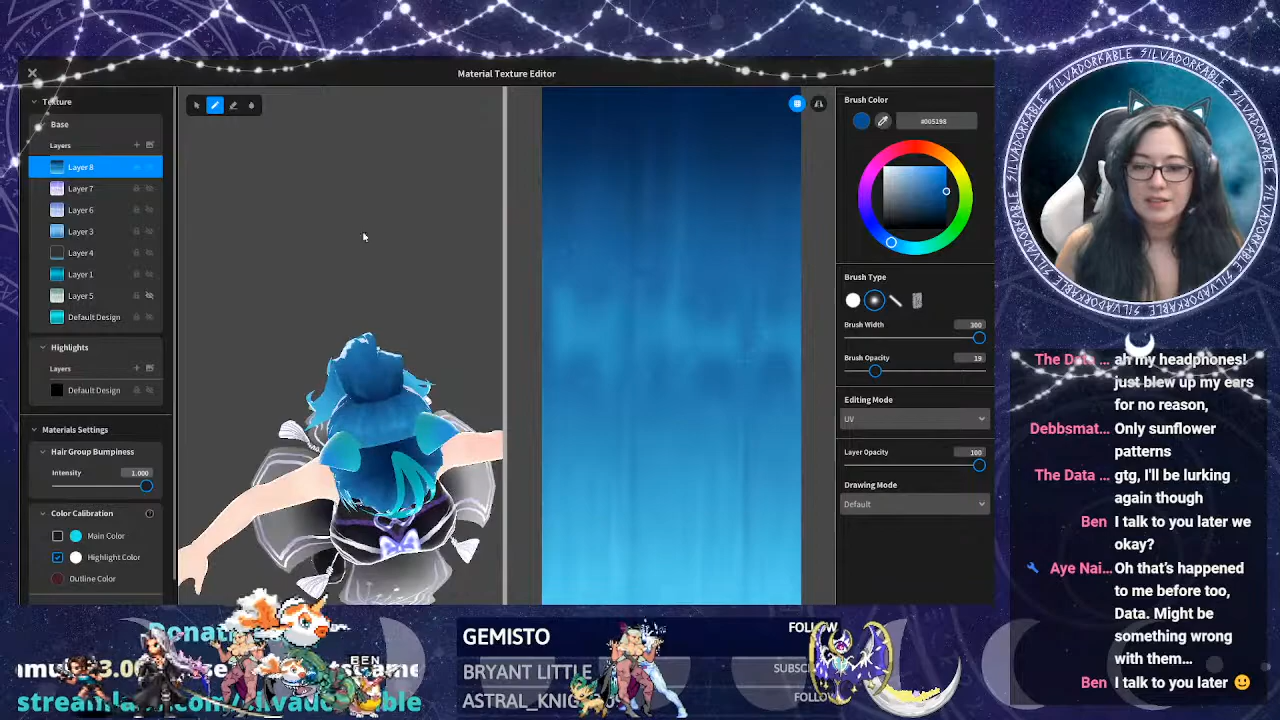 Material Texture Editor
Texture
Base
Layers
Layer 8
Layer 7
Layer 6
Layer 3
Layer 4
Layer 1
Layer 5
Default Design
Highlights
Layers
Default Design
Materials Settings
Hair Group Bumpiness
Intensity
1.000
Color Calibration
Main Color
Highlight Color
Outline Color
Brush Color
#005198
Brush Type
Brush Width
300
Brush Opacity
19
Editing Mode
UV
Layer Opacity
100
Drawing Mode
Default
SILVADORKABLE
The Data ... ah my headphones!
just blew up my ears
for no reason,
Debbsmat... Only sunflower
patterns
The Data ... gtg, I'll be lurking
again though
Ben I talk to you later we
okay?
Aye Nai... Oh that's happened
to me before too,
Data. Might be
something wrong
with them...
Ben I talk to you later
GEMISTO
FOLLOW
BRYANT LITTLE
ASTRAL_KNIG
FOLLOW
BEN